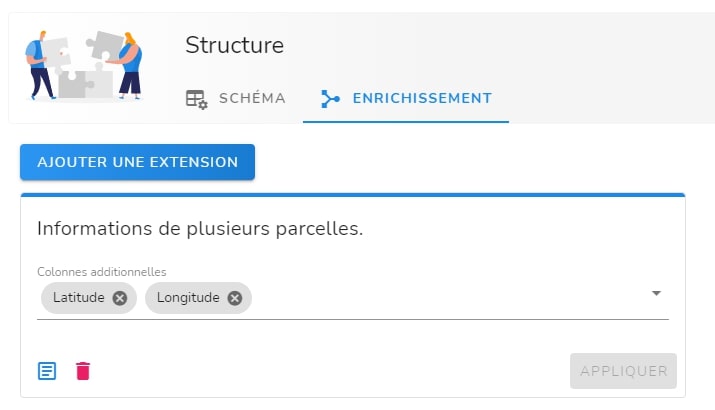 Structure
SCHÉMA
ENRICHISSEMENT
AJOUTER UNE EXTENSION
Informations de plusieurs parcelles.
Colonnes additionnelles
Latitude
Longitude
APPLIQUER